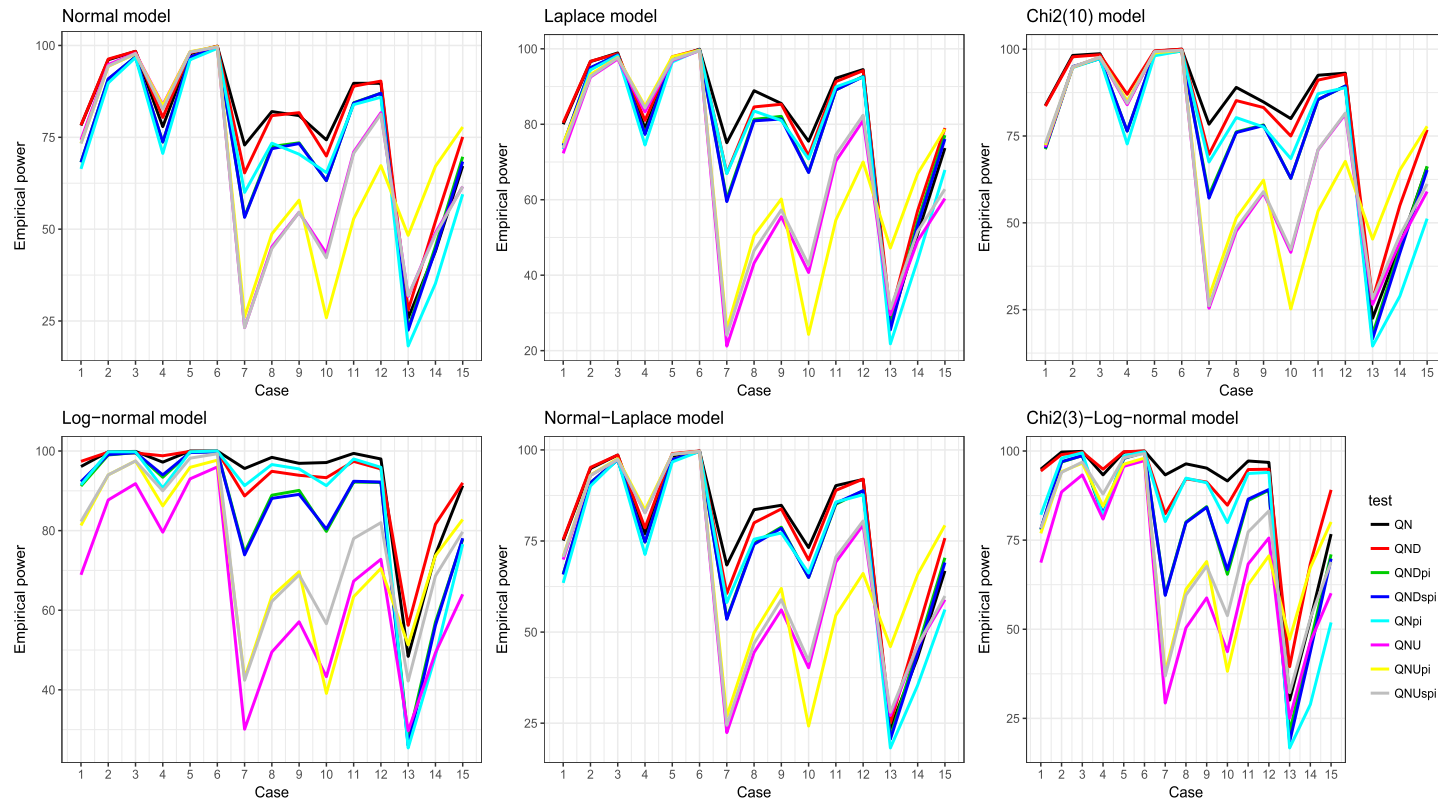 Normal model
Empirical power
100
75
50
25
1 2 3 4 5 6 7 8 9 10 11 12 13 14 15
Case
Laplace model
Empirical power
100
80
60
40
20
1 2 3 4 5 6 7 8 9 10 11 12 13 14 15
Case
Chi2(10) model
Empirical power
100
75
50
25
1 2 3 4 5 6 7 8 9 10 11 12 13 14 15
Case
Log−normal model
Empirical power
100
80
60
40
1 2 3 4 5 6 7 8 9 10 11 12 13 14 15
Case
Normal−Laplace model
Empirical power
100
75
50
25
1 2 3 4 5 6 7 8 9 10 11 12 13 14 15
Case
Chi2(3)−Log−normal model
Empirical power
100
75
50
25
1 2 3 4 5 6 7 8 9 10 11 12 13 14 15
Case
test
QN
QND
QNDpi
QNDspi
QNpi
QNU
QNUpi
QNUspi